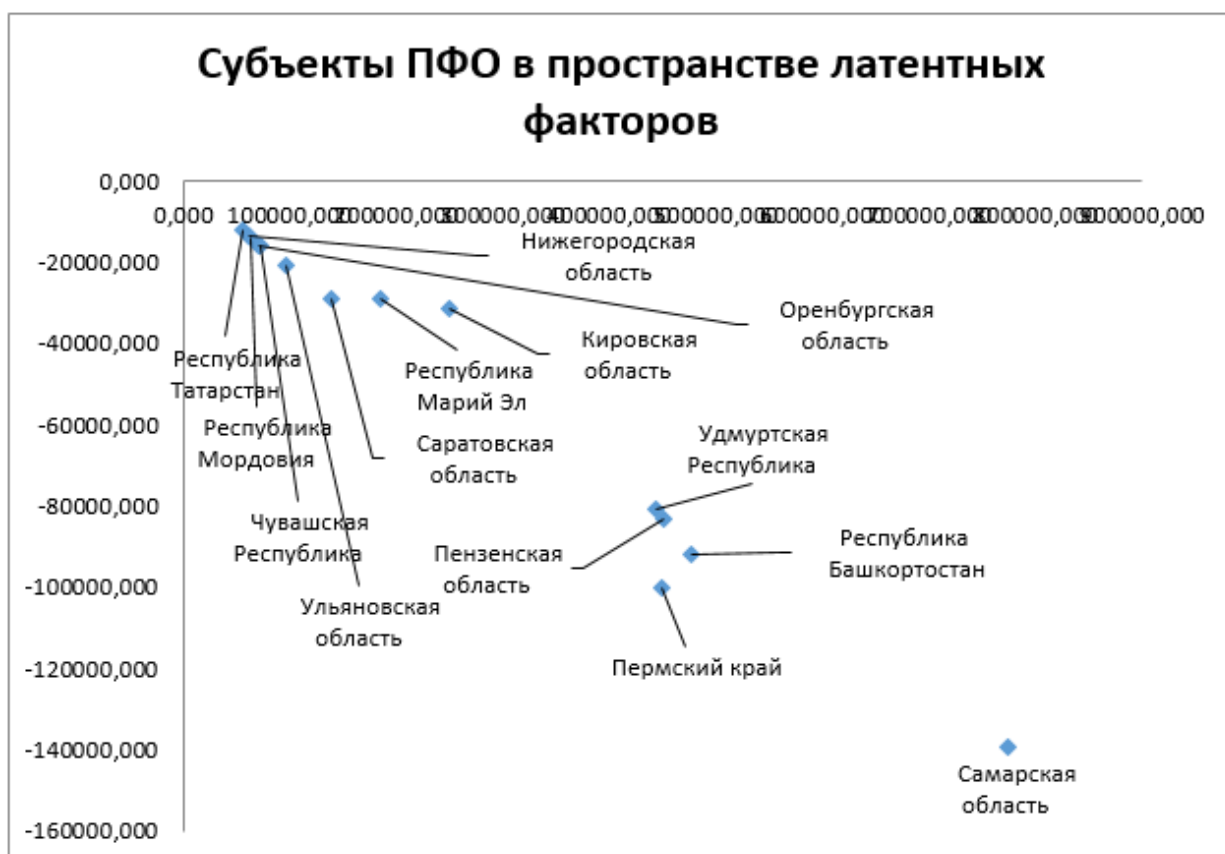 Субъекты ПФО в пространстве латентных
факторов
0,000
0,000 100000,000 200000,000 300000,000 400000,000 500000,000 600000,000 700000,000 800000,000 900000,000
-20000,000
-40000,000
-60000,000
-80000,000
-100000,000
-120000,000
-140000,000
-160000,000
Нижегородская
область
Оренбургская
область
Кировская
область
Республика
Татарстан
Республика
Марий Эл
Республика
Мордовия
Саратовская
область
Удмуртская
Республика
Чувашская
Республика
Пензенская
область
Республика
Башкортостан
Ульяновская
область
Пермский край
Самарская
область